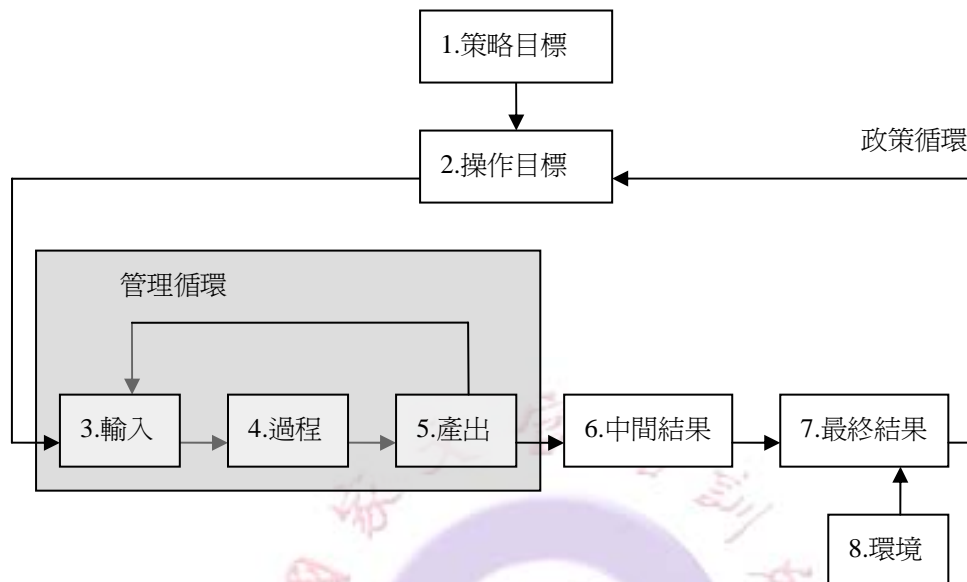 1.策略目標
2.操作目標
政策循環
管理循環
3.輸入
4.過程
5.產出
6.中間結果
7.最終結果
8.環境